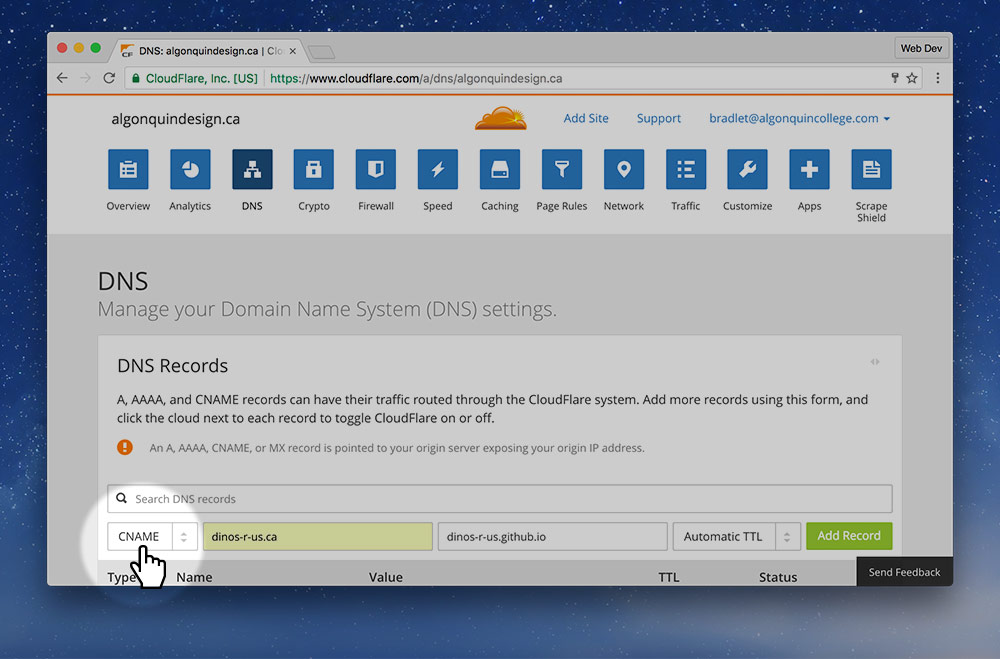 DNS: algonquindesign.ca | Clo
Web Dev
CloudFlare, Inc. [US] https://www.cloudflare.com/a/dns/algonquindesign.ca
algonquindesign.ca Add Site Support bradlet@algonquincollege.com
Overview Analytics DNS Crypto Firewall Speed Caching Page Rules Network Traffic Customize Apps Scrape Shield
DNS
Manage your Domain Name System (DNS) settings.
DNS Records
A, AAAA, and CNAME records can have their traffic routed through the CloudFlare system. Add more records using this form, and
click the cloud next to each record to toggle CloudFlare on or off.
An A, AAAA, CNAME, or MX record is pointed to your origin server exposing your origin IP address.
Search DNS records
CNAME dinos-r-us.ca dinos-r-us.github.io Automatic TTL Add Record
Type Name Value TTL Status
Send Feedback